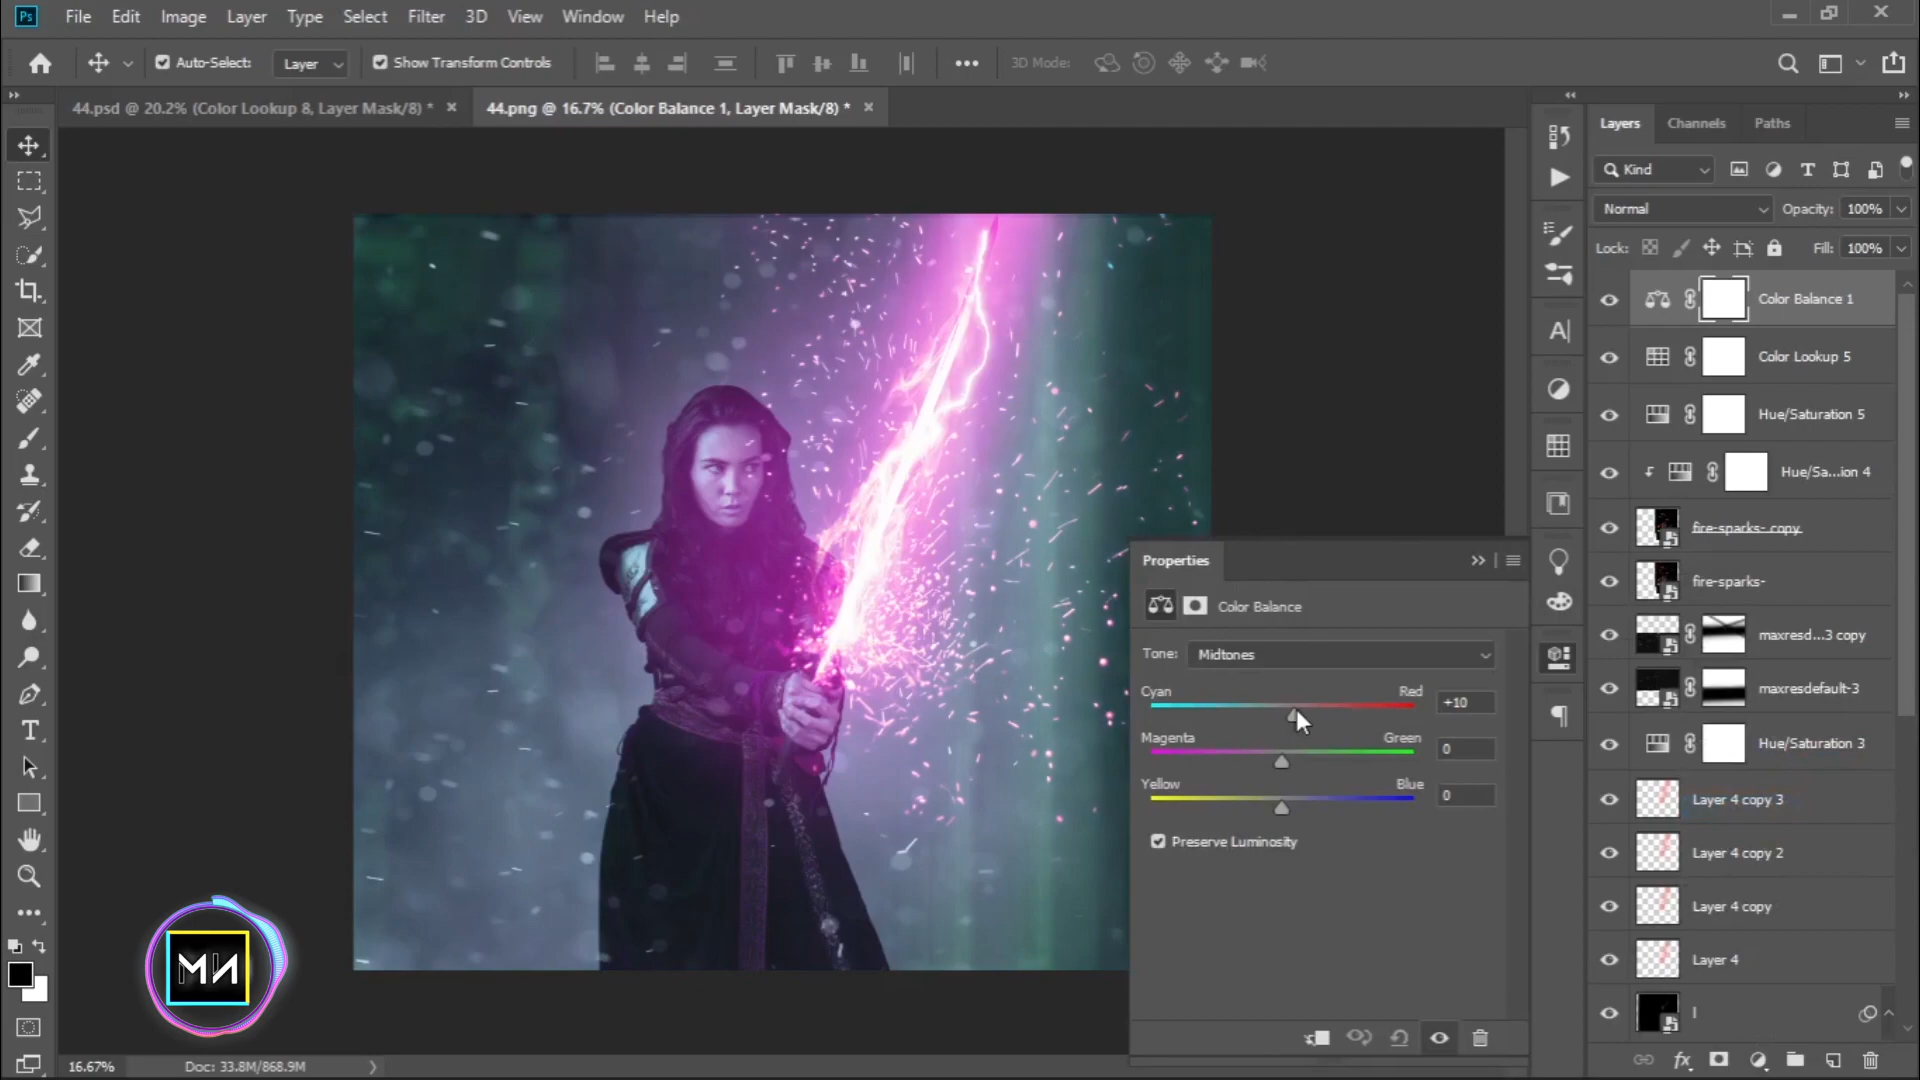 Ps File Edit Image Layer Type Select Filter 3D View Window Help
Auto-Select: Layer Show Transform Controls 3D Mode:
44.psd @ 20.2% (Color Lookup 8, Layer Mask/8) *
44.png @ 16.7% (Color Balance 1, Layer Mask/8) *
Layers Channels Paths
Kind
Normal Opacity: 100%
Lock: Fill: 100%
Color Balance 1
Color Lookup 5
Hue/Saturation 5
Hue/Sa...ion 4
fire-sparks- copy
fire-sparks-
maxresd...3 copy
maxresdefault-3
Hue/Saturation 3
Layer 4 copy 3
Layer 4 copy 2
Layer 4 copy
Layer 4
l
Properties
Color Balance
Tone: Midtones
Cyan Red +10
Magenta Green 0
Yellow Blue 0
Preserve Luminosity
16.67% Doc: 33.8M/868.9M